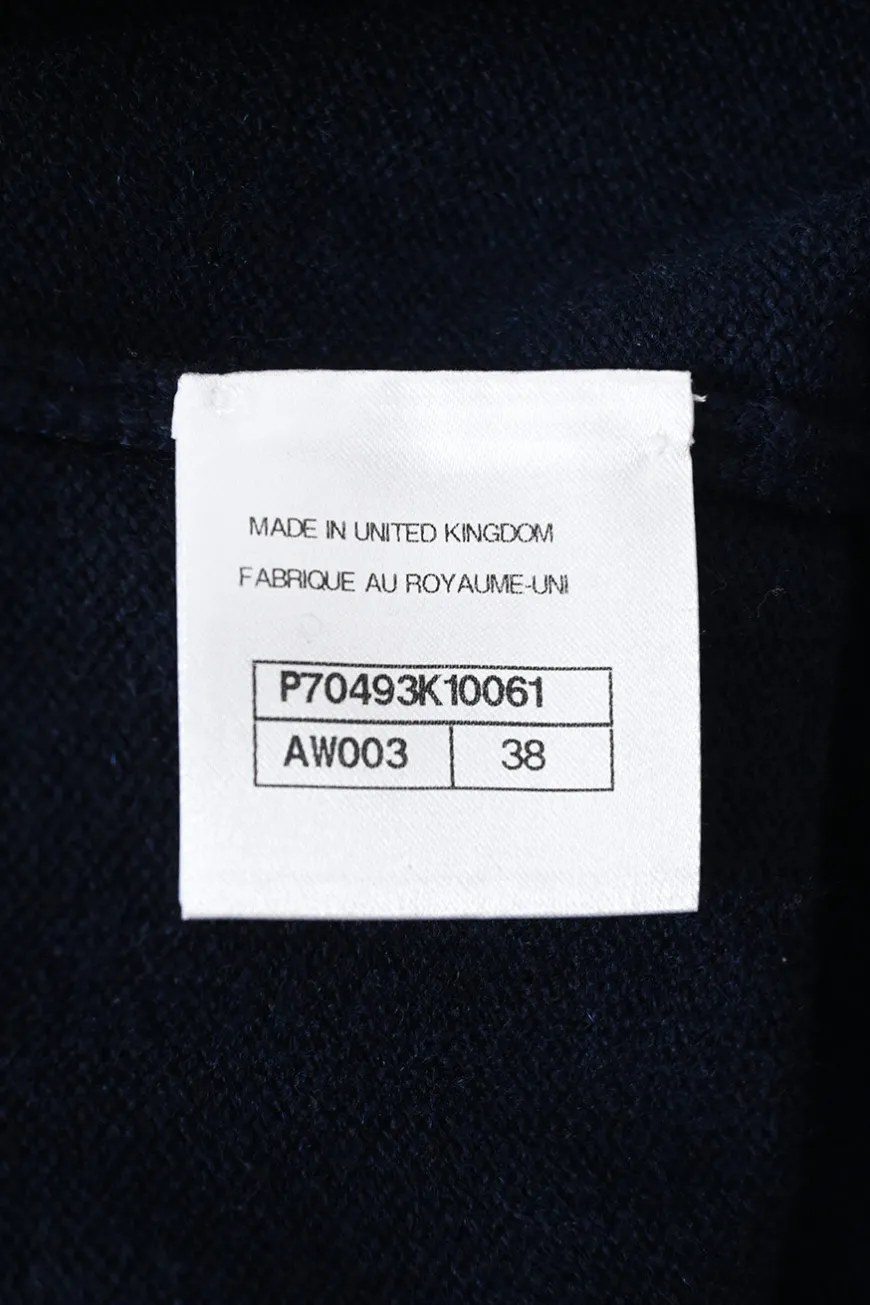 MADE IN UNITED KINGDOM
FABRIQUE AU ROYAUME-UNI
P70493K10061
AW003 38